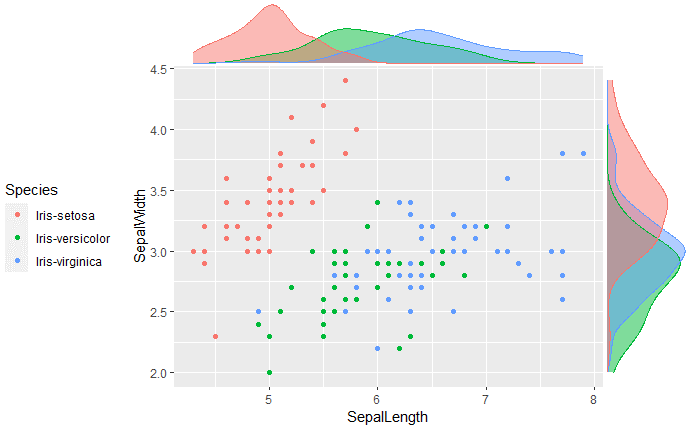 Species
Iris-setosa
Iris-versicolor
Iris-virginica
SepalWidth
4.5
4.0
3.5
3.0
2.5
2.0
5 6 7 8
SepalLength